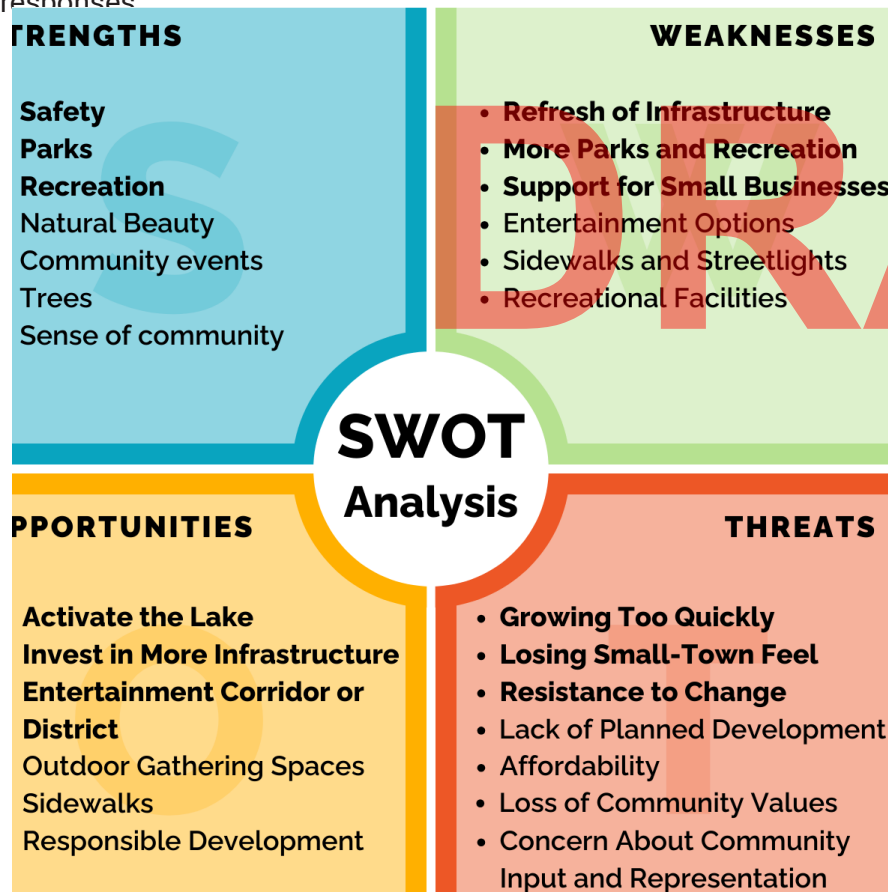 responses
TRENGTHS
Safety
Parks
Recreation
Natural Beauty
Community events
Trees
Sense of community
WEAKNESSES
• Refresh of Infrastructure
• More Parks and Recreation
• Support for Small Businesses
• Entertainment Options
• Sidewalks and Streetlights
• Recreational Facilities
DRA
SWOT
Analysis
PPORTUNITIES
Activate the Lake
Invest in More Infrastructure
Entertainment Corridor or
District
Outdoor Gathering Spaces
Sidewalks
Responsible Development
THREATS
• Growing Too Quickly
• Losing Small-Town Feel
• Resistance to Change
• Lack of Planned Development
• Affordability
• Loss of Community Values
• Concern About Community
Input and Representation
S
W
O
T